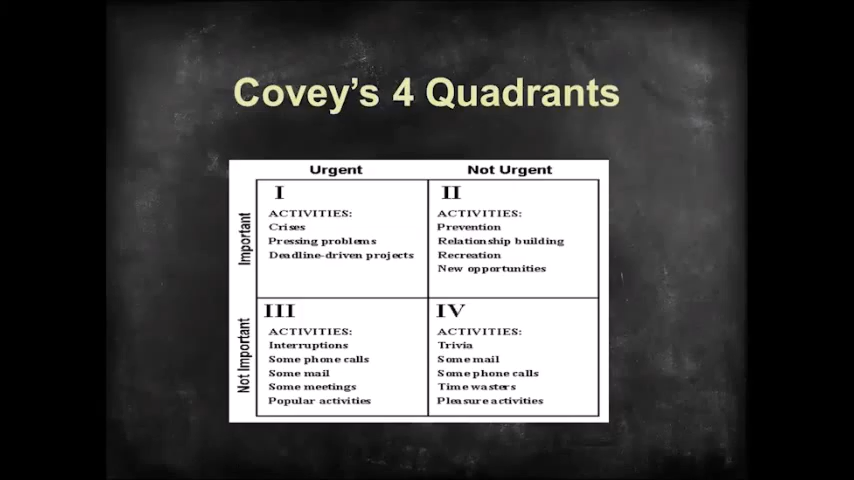 Covey's 4 Quadrants
Urgent
Not Urgent
Important
I
ACTIVITIES:
Crises
Pressing problems
Deadline-driven projects
II
ACTIVITIES:
Prevention
Relationship building
Recreation
New opportunities
Not Important
III
ACTIVITIES:
Interruptions
Some phone calls
Some mail
Some meetings
Popular activities
IV
ACTIVITIES:
Trivia
Some mail
Some phone calls
Time wasters
Pleasure activities